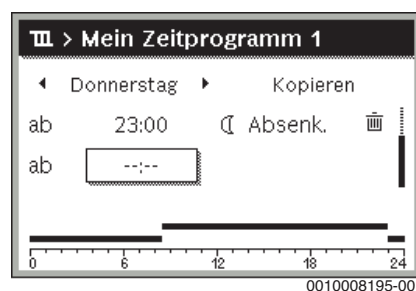 > Mein Zeitprogramm 1
Donnerstag Kopieren
ab 23:00 Absenk.
ab --:--
0 6 12 18 24
0010008195-00